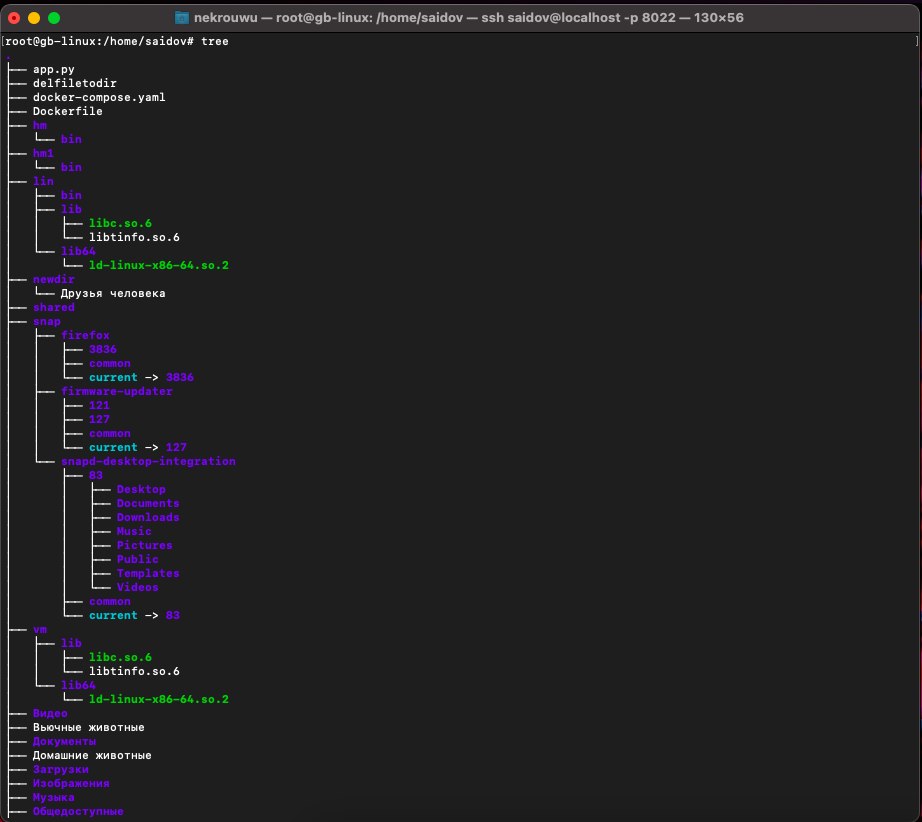 nekrouwu — root@gb-linux: /home/saidov — ssh saidov@localhost -p 8022 — 130×56
[root@gb-linux:/home/saidov# tree ]
.
├── app.py
├── delfiletodir
├── docker-compose.yaml
├── Dockerfile
├── hm
│   └── bin
├── hm1
│   └── bin
├── lin
│   ├── bin
│   ├── lib
│   │   ├── libc.so.6
│   │   └── libtinfo.so.6
│   └── lib64
│       └── ld-linux-x86-64.so.2
├── newdir
│   └── Друзья человека
├── shared
├── snap
│   ├── firefox
│   │   ├── 3836
│   │   ├── common
│   │   └── current -> 3836
│   ├── firmware-updater
│   │   ├── 121
│   │   ├── 127
│   │   ├── common
│   │   └── current -> 127
│   └── snapd-desktop-integration
│       ├── 83
│       │   ├── Desktop
│       │   ├── Documents
│       │   ├── Downloads
│       │   ├── Music
│       │   ├── Pictures
│       │   ├── Public
│       │   ├── Templates
│       │   └── Videos
│       ├── common
│       └── current -> 83
├── vm
│   ├── lib
│   │   ├── libc.so.6
│   │   └── libtinfo.so.6
│   └── lib64
│       └── ld-linux-x86-64.so.2
├── Видео
├── Вьючные животные
├── Документы
├── Домашние животные
├── Загрузки
├── Изображения
├── Музыка
├── Общедоступные